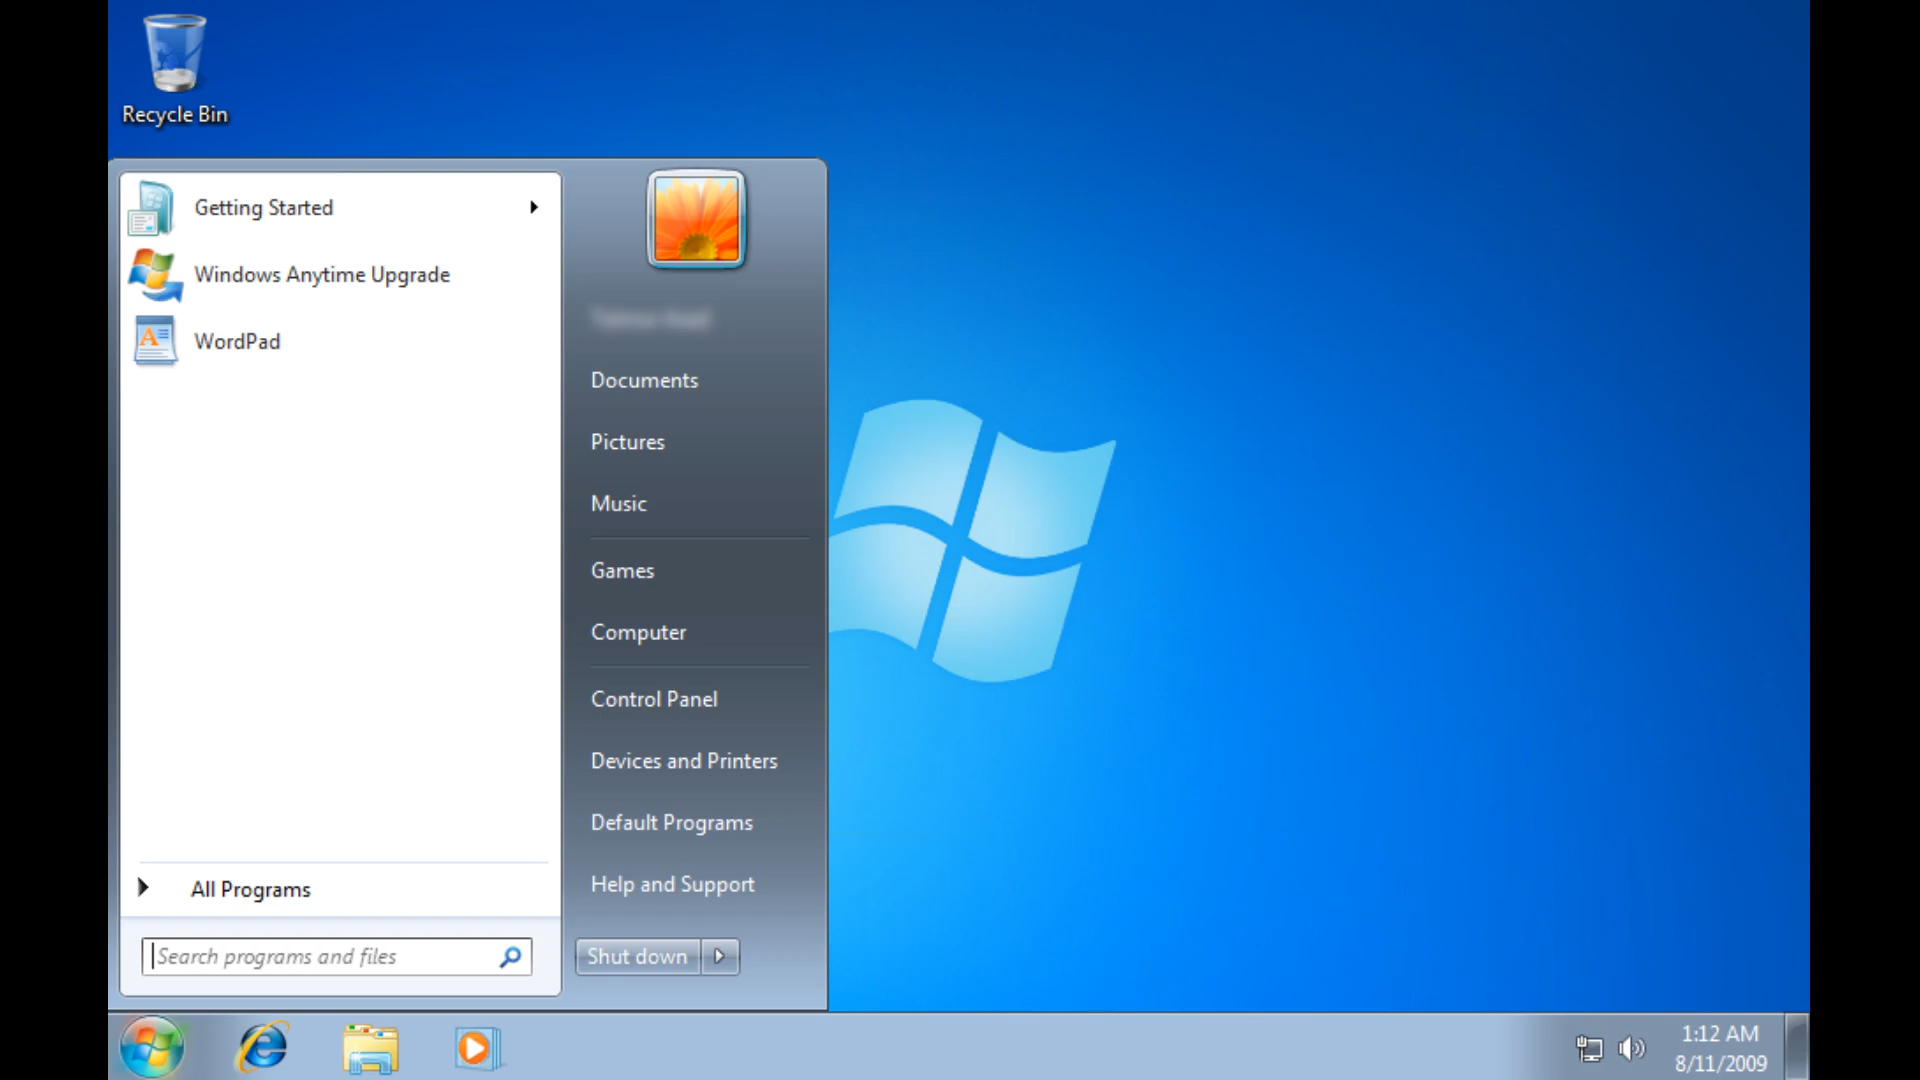 Recycle Bin
Getting Started
Windows Anytime Upgrade
WordPad
All Programs
Search programs and files
Documents
Pictures
Music
Games
Computer
Control Panel
Devices and Printers
Default Programs
Help and Support
Shut down
1:12 AM
8/11/2009